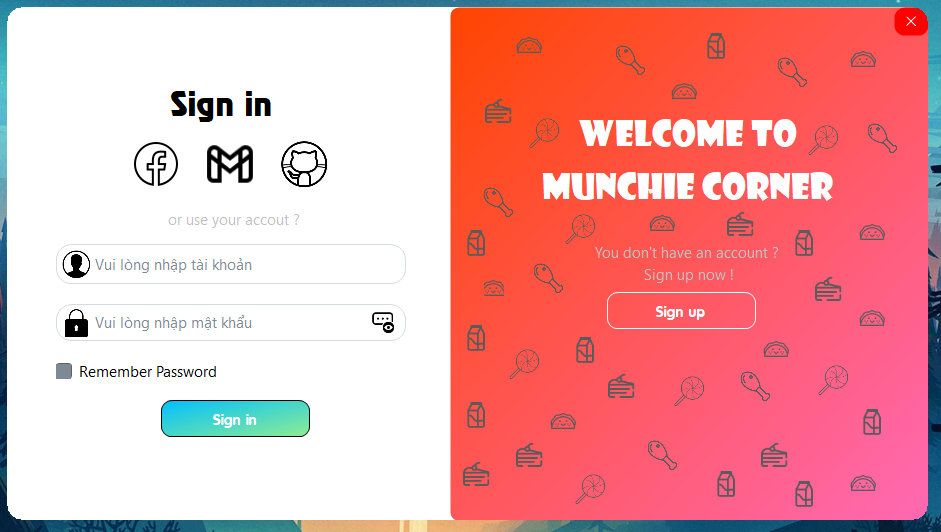 Sign in
or use your accout ?
Vui lòng nhập tài khoản
Vui lòng nhập mật khẩu
Remember Password
Sign in
WELCOME TO
MUNCHIE CORNER
You don't have an account ?
Sign up now !
Sign up